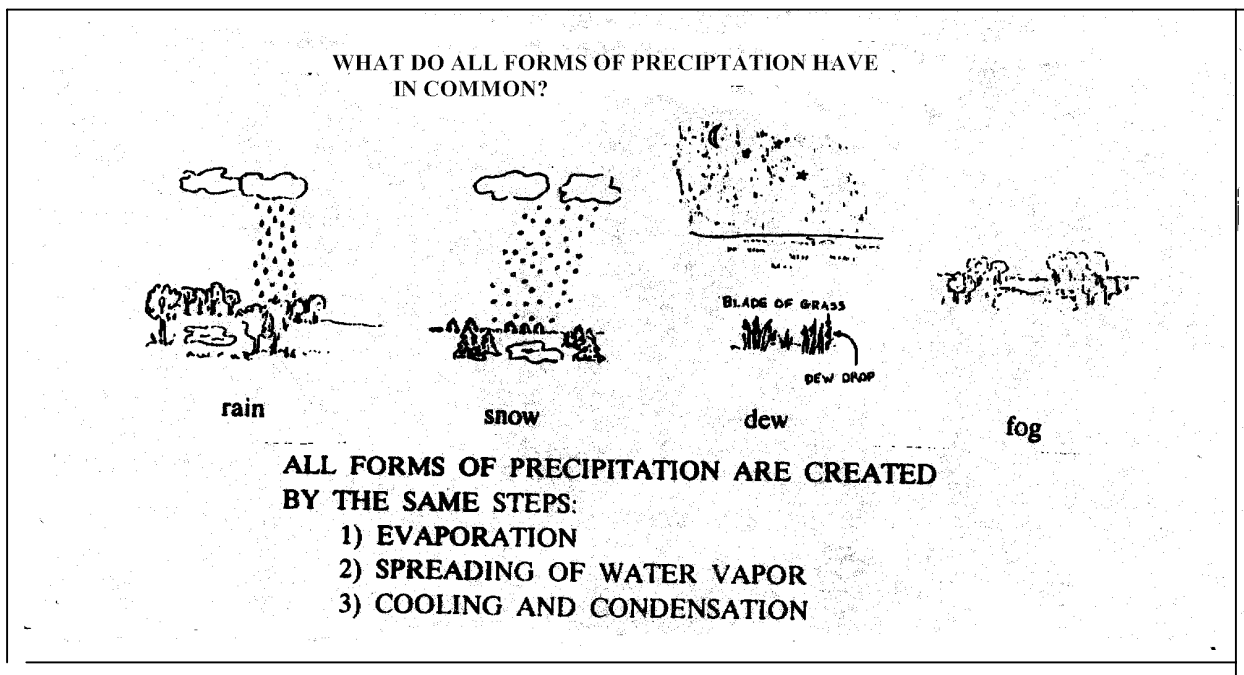 WHAT DO ALL FORMS OF PRECIPTATION HAVE
IN COMMON?
BLADE OF GRASS
DEW DROP
rain
snow
dew
fog
ALL FORMS OF PRECIPITATION ARE CREATED
BY THE SAME STEPS:
1) EVAPORATION
2) SPREADING OF WATER VAPOR
3) COOLING AND CONDENSATION